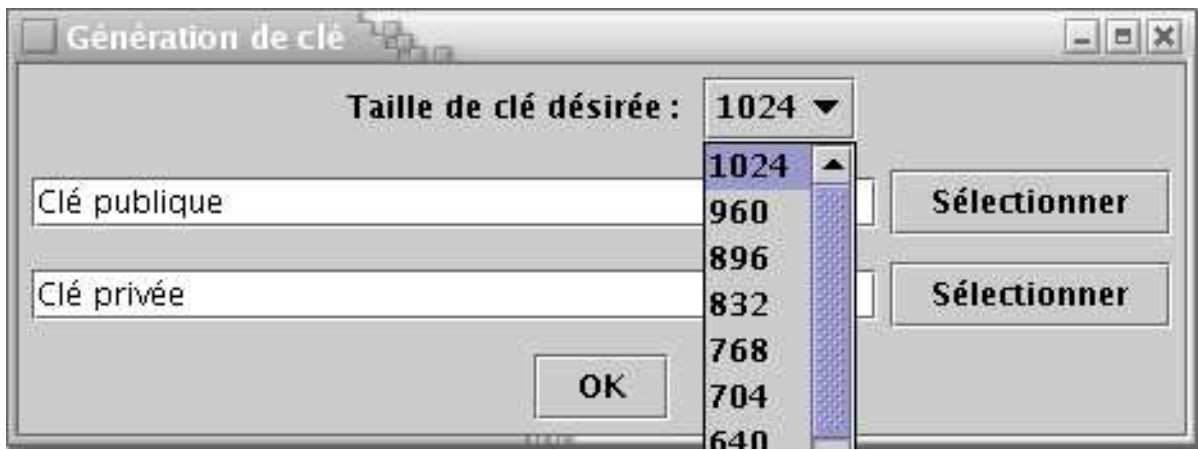 Génération de clé
Taille de clé désirée : 1024
1024
960
896
832
768
704
640
Clé publique
Sélectionner
Clé privée
Sélectionner
OK